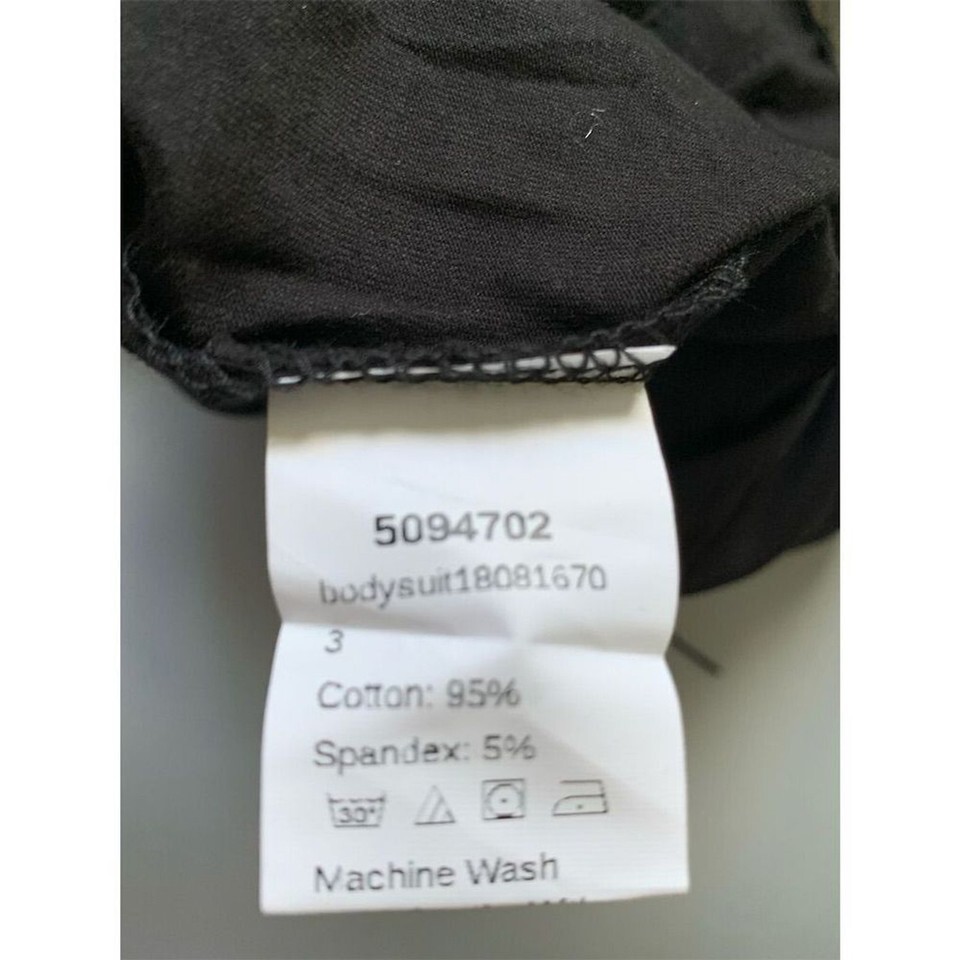 5094702
bodysuit18081670
3
Cotton: 95%
Spandex: 5%
30°
Machine Wash